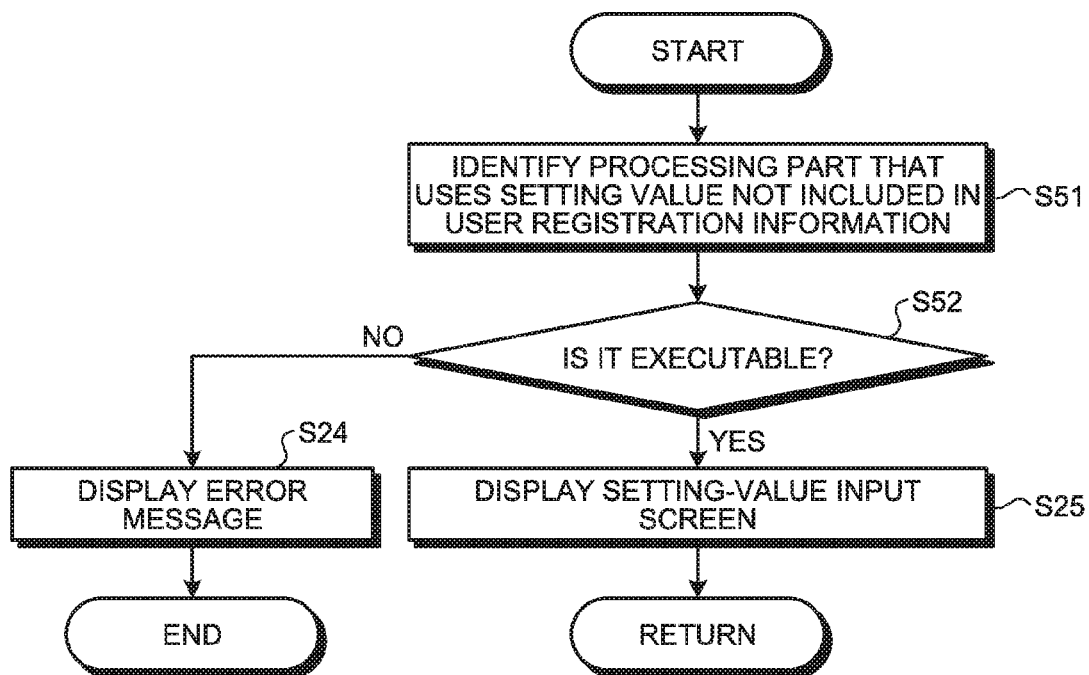 START
IDENTIFY PROCESSING PART THAT
USES SETTING VALUE NOT INCLUDED IN
USER REGISTRATION INFORMATION
S51
S52
NO
IS IT EXECUTABLE?
YES
S24
DISPLAY ERROR
MESSAGE
DISPLAY SETTING-VALUE INPUT
SCREEN
S25
END
RETURN